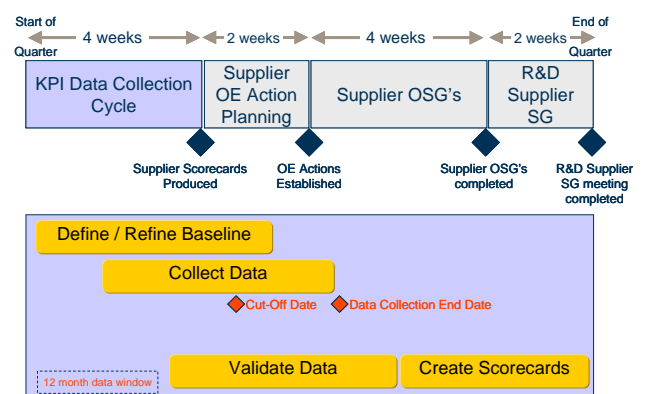 Start of
Quarter
4 weeks
2 weeks
4 weeks
2 weeks
End of
Quarter
KPI Data Collection
Cycle
Supplier
OE Action
Planning
Supplier OSG's
R&D
Supplier
SG
Supplier Scorecards
Produced
OE Actions
Established
Supplier OSG's
completed
R&D Supplier
SG meeting
completed
Define / Refine Baseline
Collect Data
Cut-Off Date
Data Collection End Date
Validate Data
Create Scorecards
12 month data window